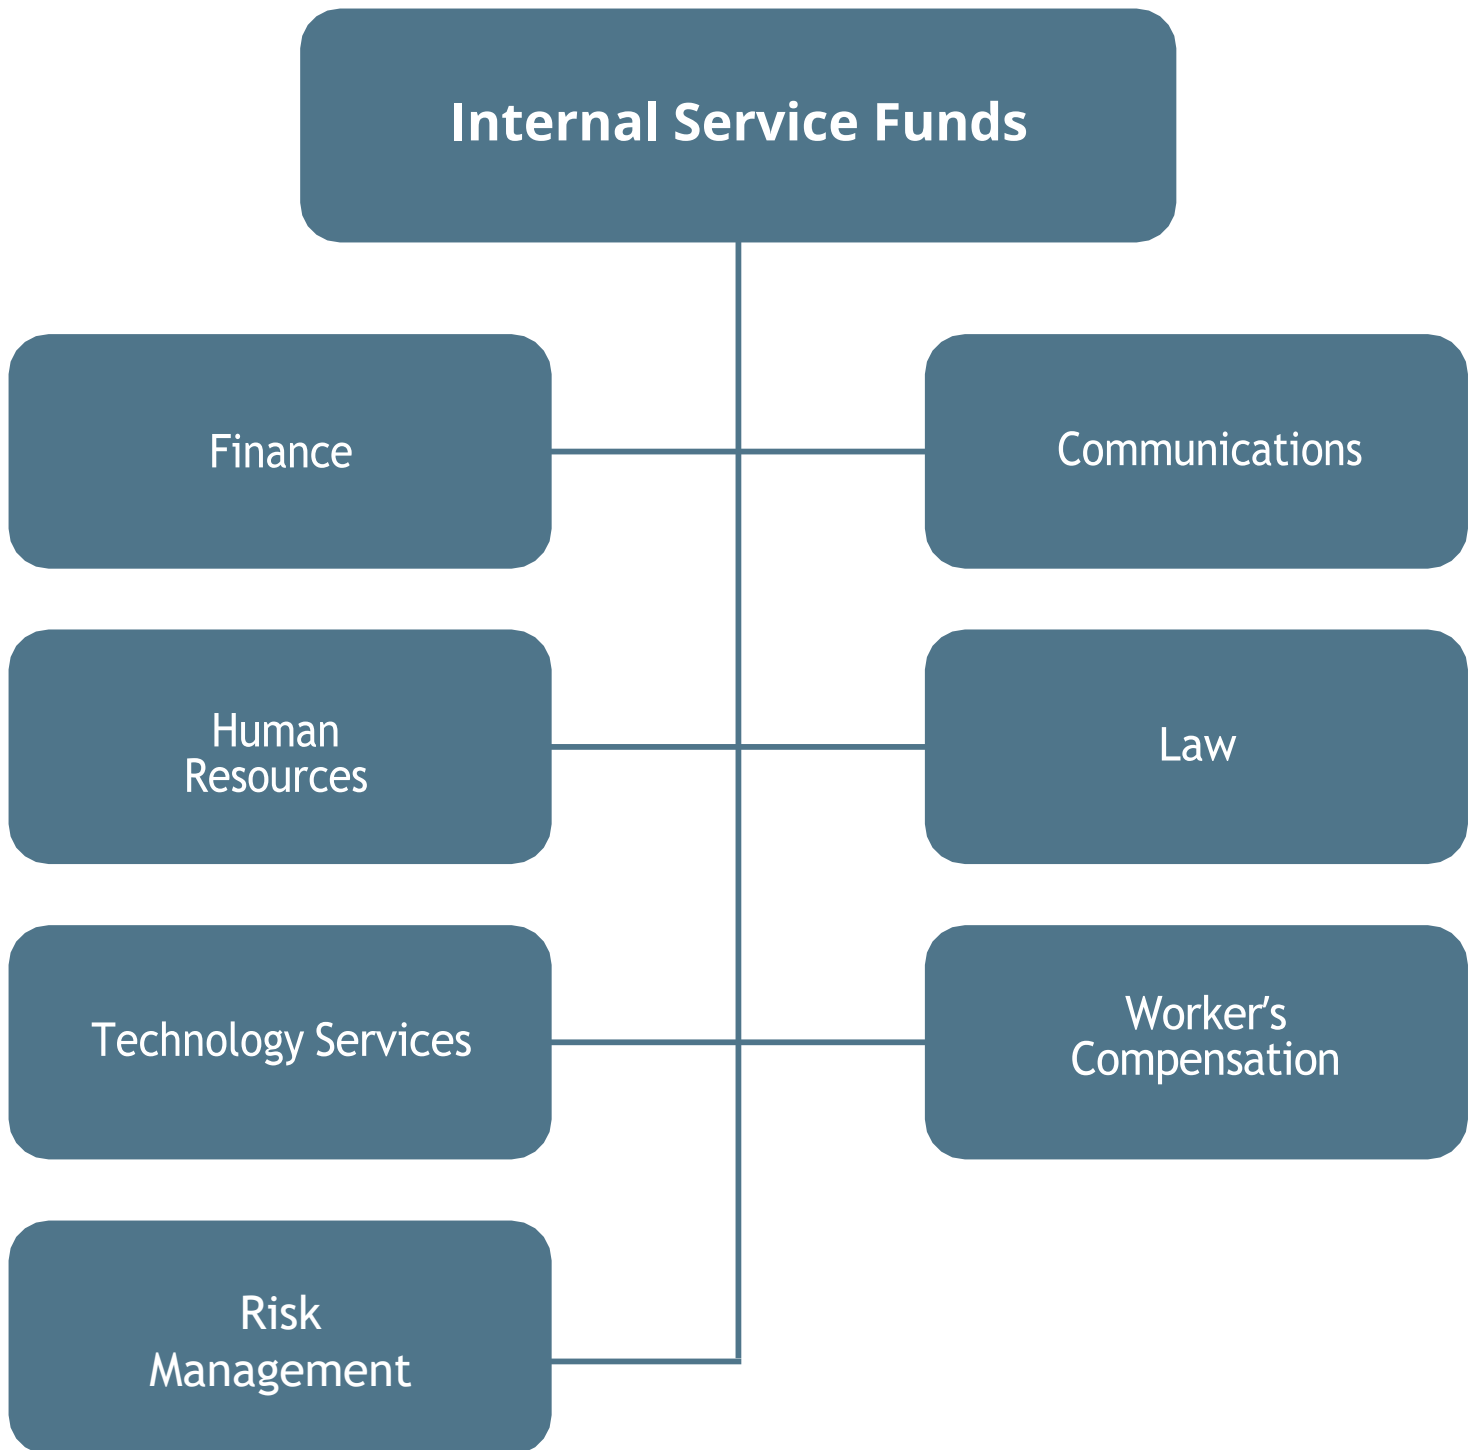 Internal Service Funds
Finance
Communications
Human
Resources
Law
Technology Services
Worker’s
Compensation
Risk
Management